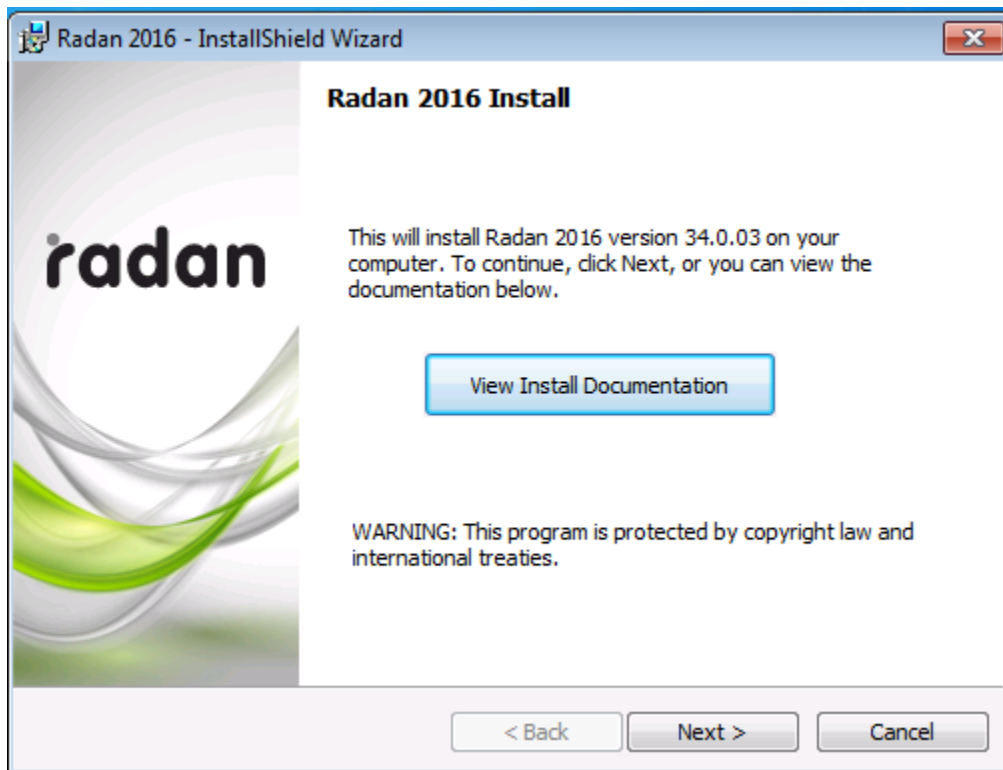 Radan 2016 - InstallShield Wizard
Radan 2016 Install
radan
This will install Radan 2016 version 34.0.03 on your
computer. To continue, click Next, or you can view the
documentation below.
View Install Documentation
WARNING: This program is protected by copyright law and
international treaties.
< Back
Next >
Cancel